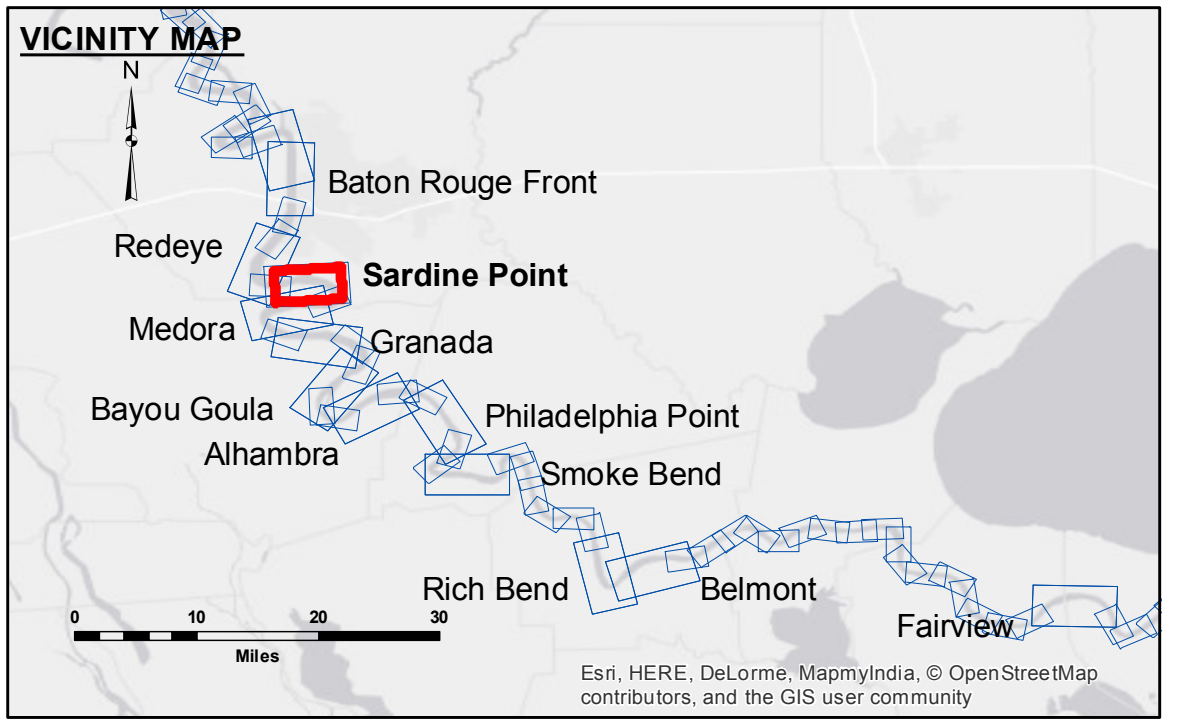 VICINITY MAP
N
Baton Rouge Front
Redeye
Sardine Point
Medora
Granada
Bayou Goula
Philadelphia Point
Alhambra
Smoke Bend
Rich Bend
Belmont
Fairview
0 10 20 30
Miles
Esri, HERE, DeLorme, MapmyIndia, © OpenStreetMap
contributors, and the GIS user community